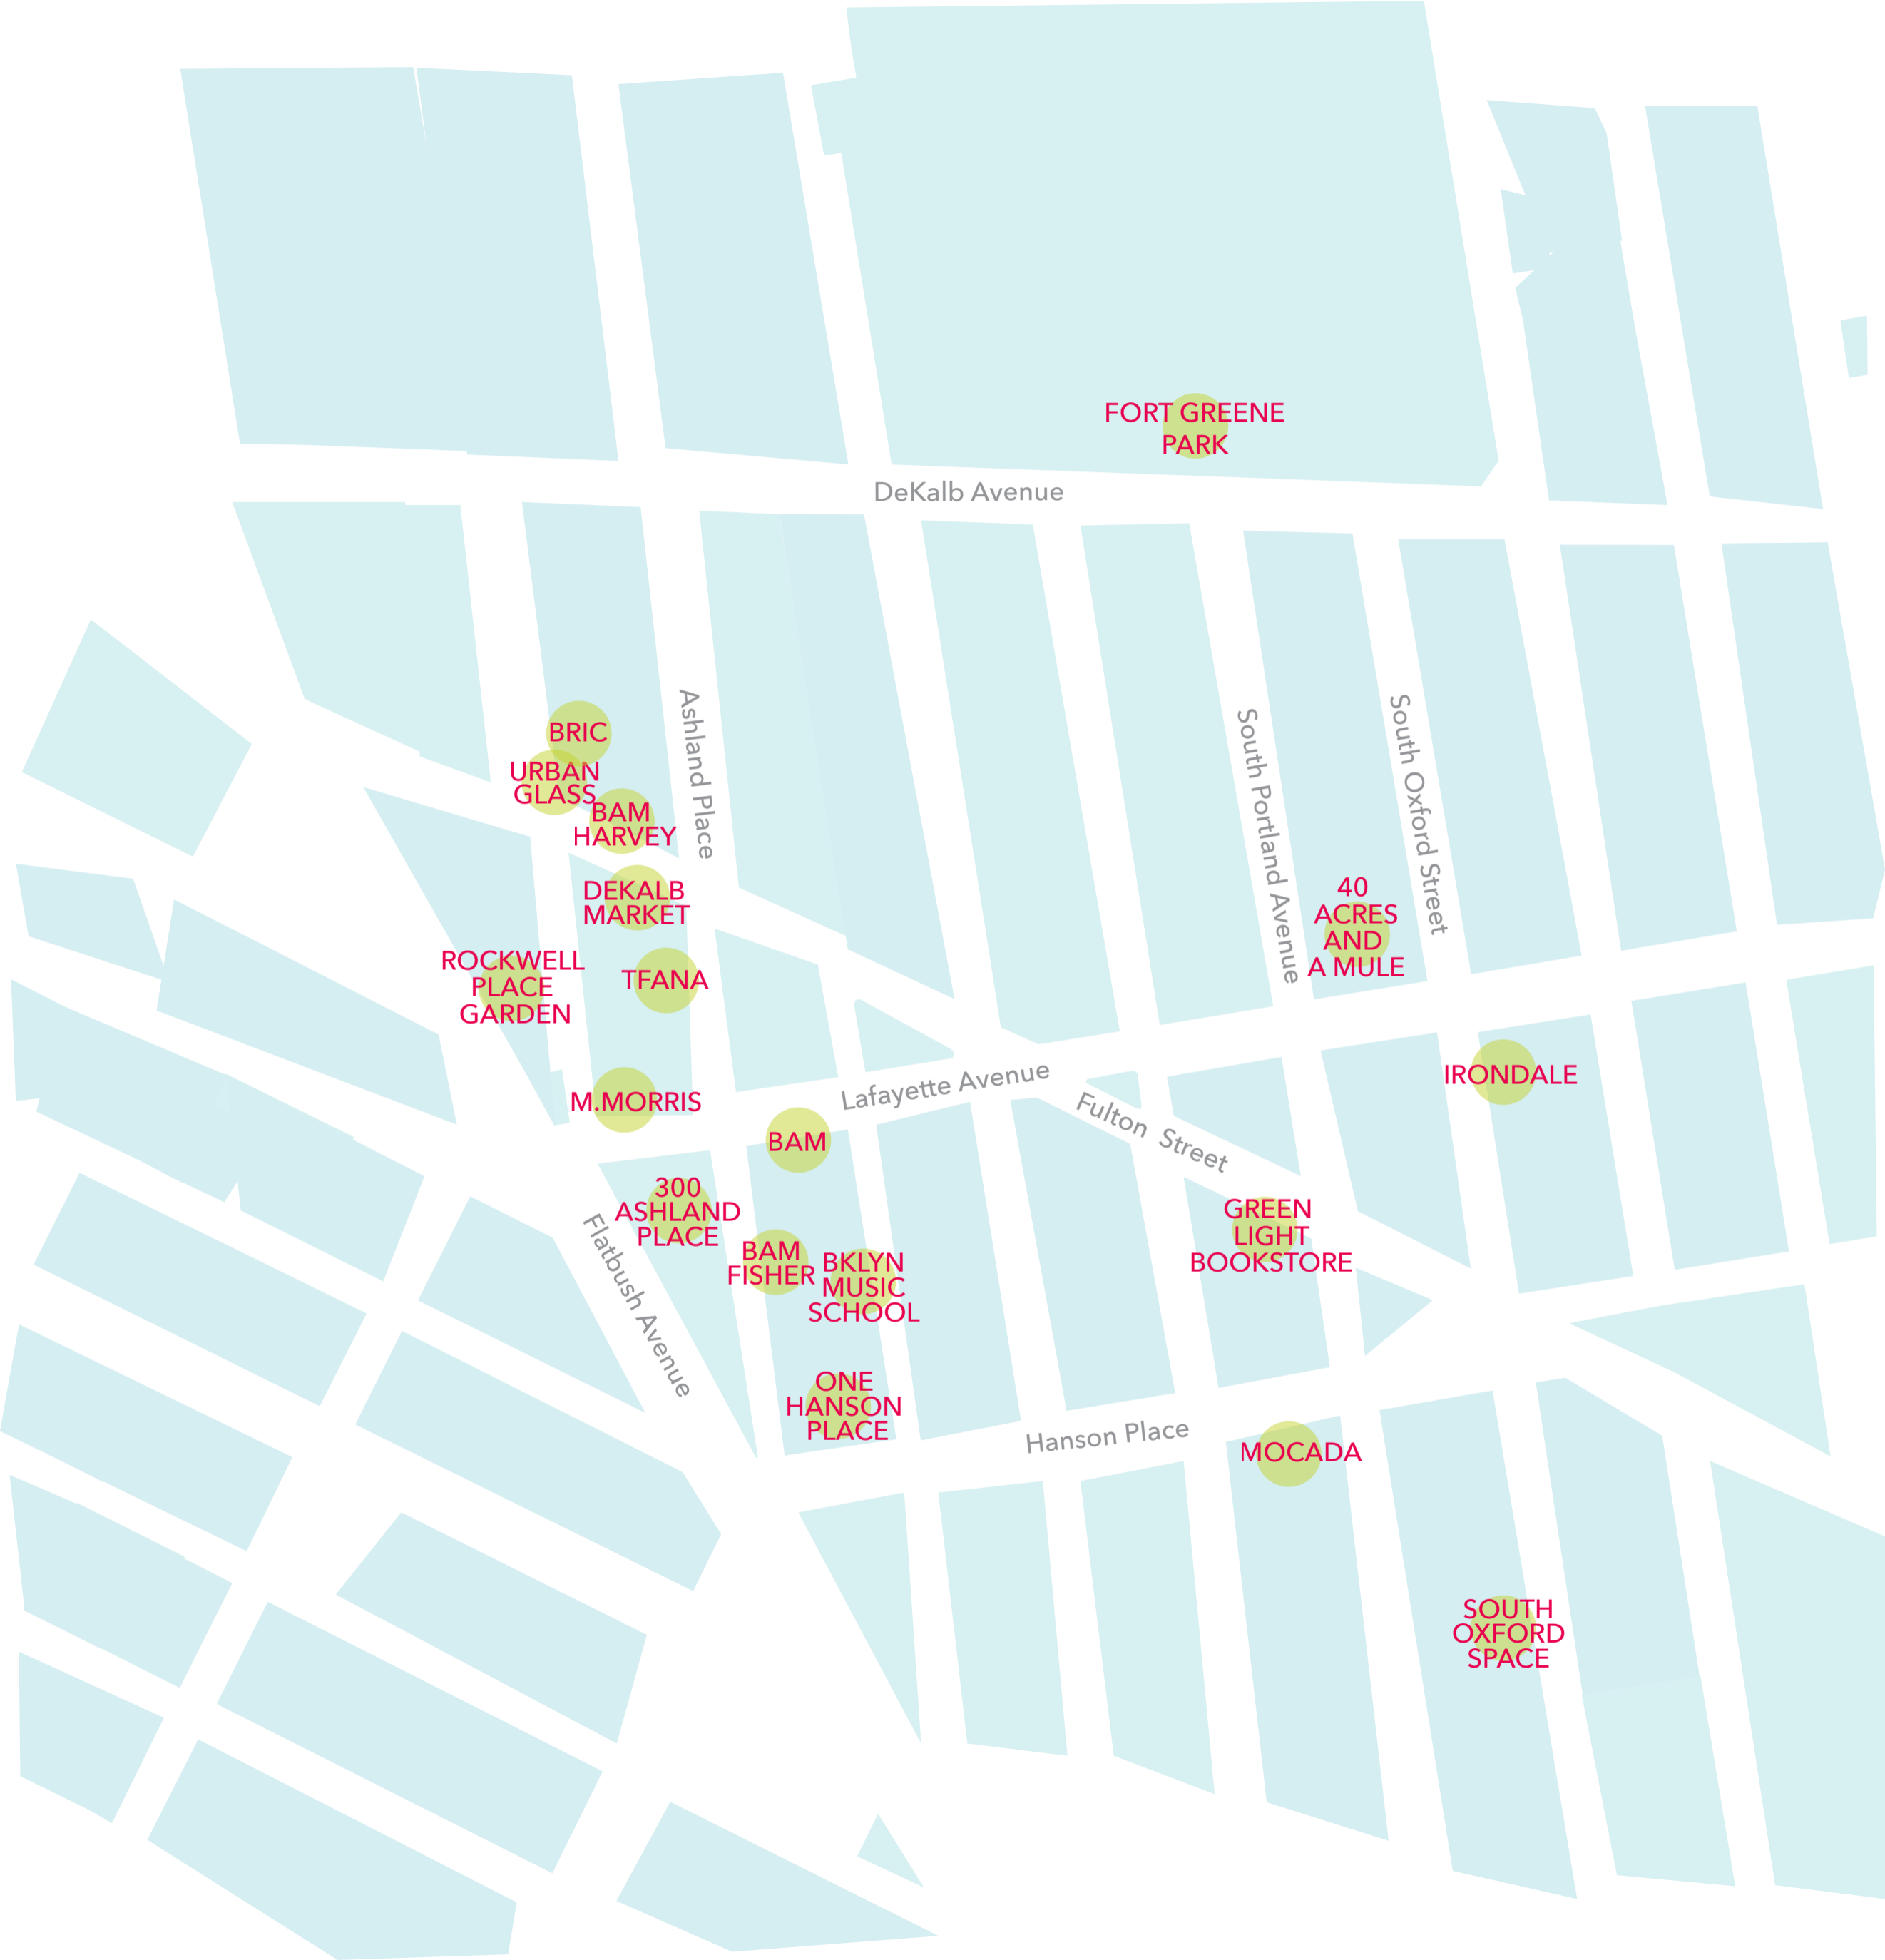 FORT GREENE
PARK
DeKalb Avenue
Ashland Place
South Portland Avenue
South Oxford Street
BRIC
URBAN
GLASS
BAM
HARVEY
DEKALB
MARKET
40
ACRES
AND
A MULE
ROCKWELL
PLACE
GARDEN
TFANA
M.MORRIS
Lafayette Avenue
Fulton Street
IRONDALE
BAM
300
ASHLAND
PLACE
Flatbush Avenue
BAM
FISHER
BKLYN
MUSIC
SCHOOL
GREEN
LIGHT
BOOKSTORE
ONE
HANSON
PLACE
Hanson Place
MOCADA
SOUTH
OXFORD
SPACE